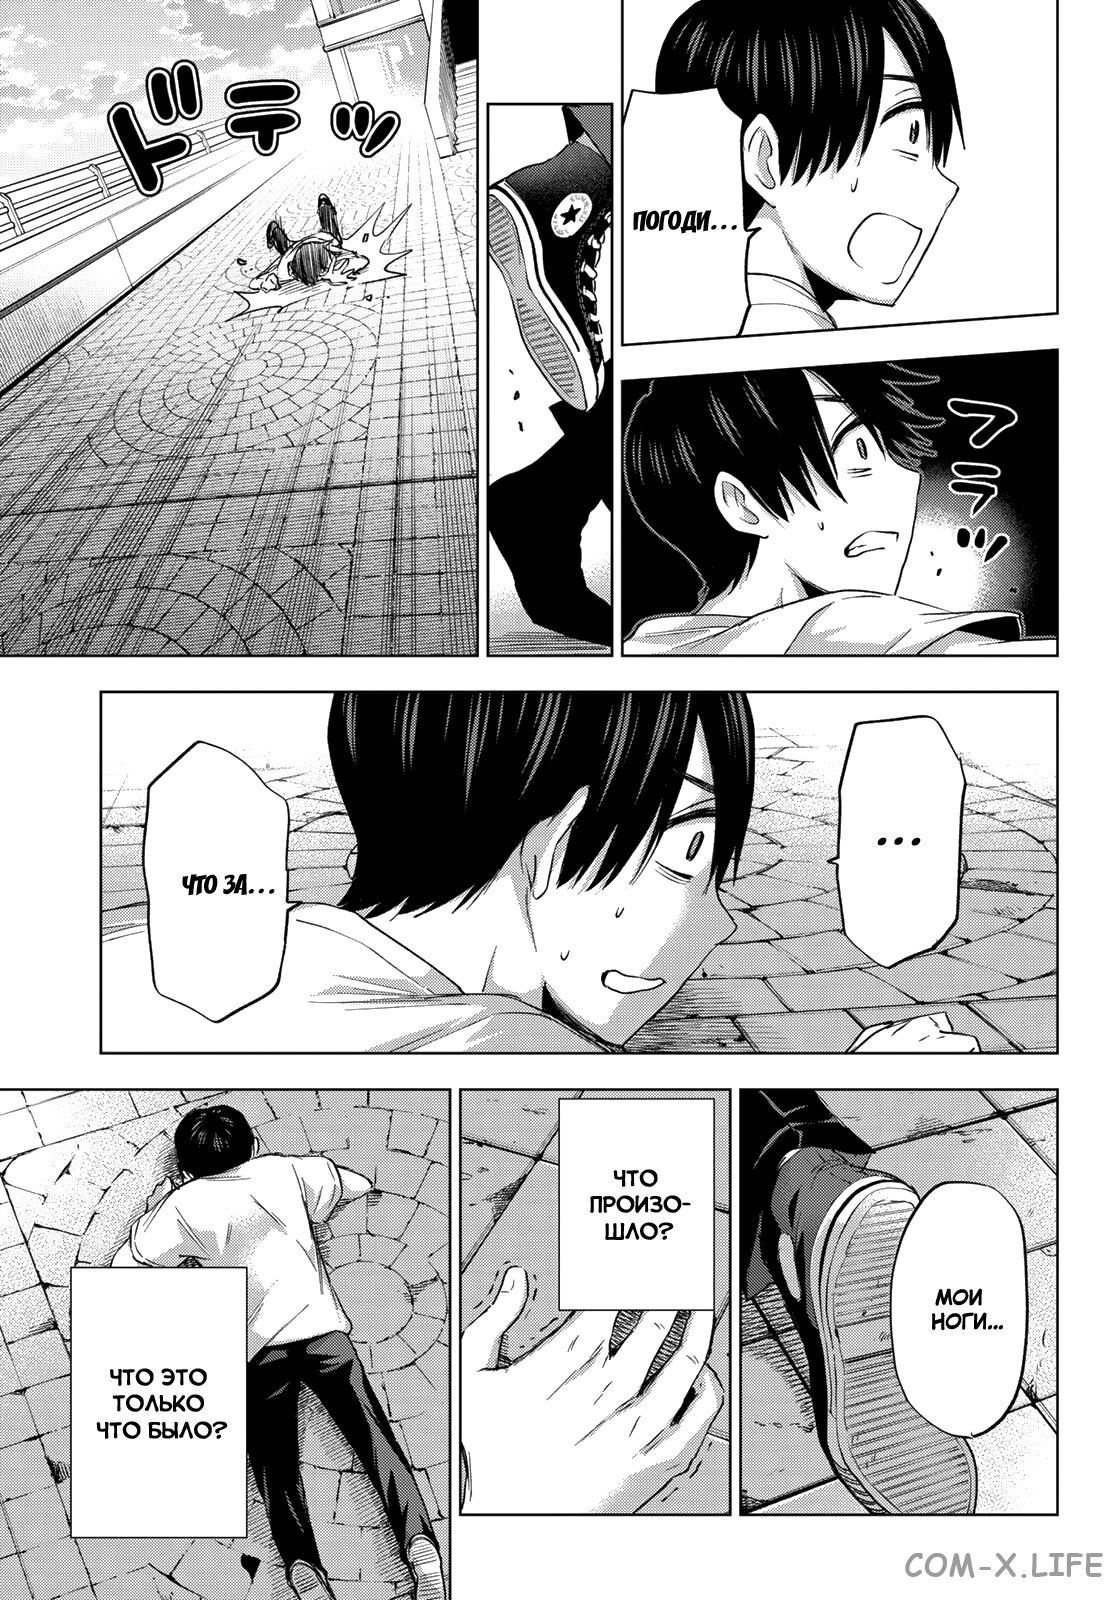 ПОГОДИ...
フラッ
ドテッ
...
ЧТО ЗА...
МОИ
НОГИ...
ЧТО
ПРОИЗО-
ШЛО?
ЧТО ЭТО
ТОЛЬКО
ЧТО БЫЛО?
COM-X.LIFE